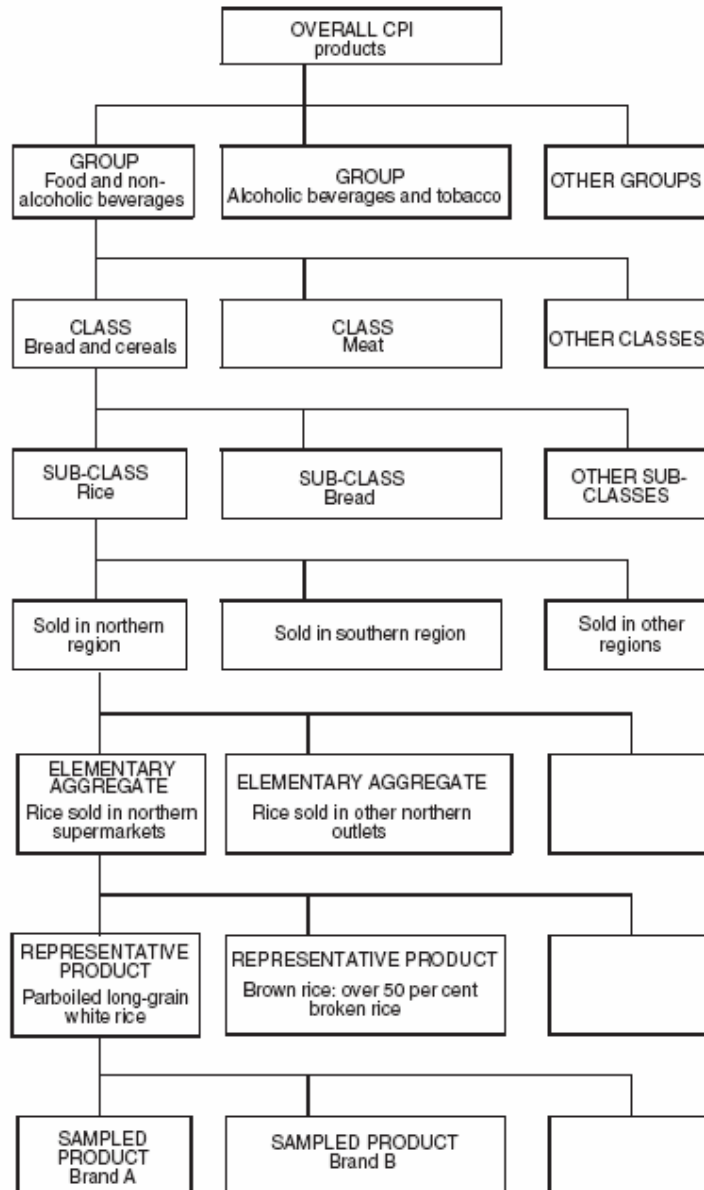 OVERALL CPI
products
GROUP
Food and non-
alcoholic beverages
GROUP
Alcoholic beverages and tobacco
OTHER GROUPS
CLASS
Bread and cereals
CLASS
Meat
OTHER CLASSES
SUB-CLASS
Rice
SUB-CLASS
Bread
OTHER SUB-
CLASSES
Sold in northern
region
Sold in southern region
Sold in other
regions
ELEMENTARY
AGGREGATE
Rice sold in northern
supermarkets
ELEMENTARY AGGREGATE
Rice sold in other northern
outlets
REPRESENTATIVE
PRODUCT
Parboiled long-grain
white rice
REPRESENTATIVE PRODUCT
Brown rice: over 50 per cent
broken rice
SAMPLED
PRODUCT
Brand A
SAMPLED PRODUCT
Brand B